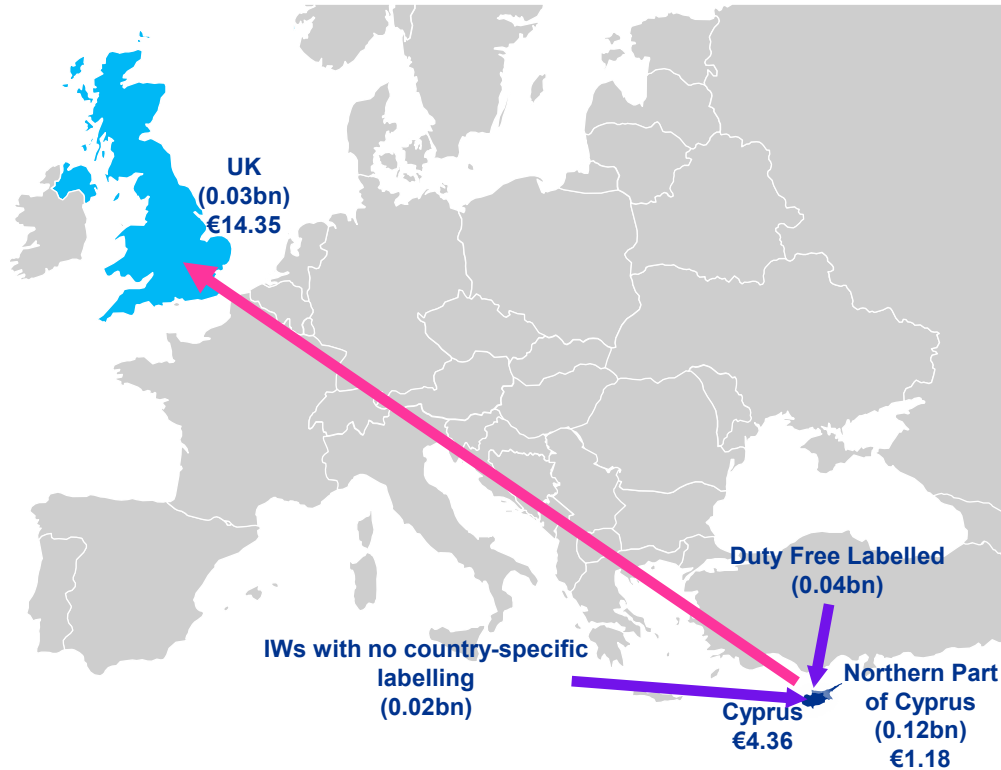 UK
(0.03bn)
€14.35
Duty Free Labelled
(0.04bn)
IWs with no country-specific
labelling
(0.02bn)
Northern Part
of Cyprus
(0.12bn)
€1.18
Cyprus
€4.36